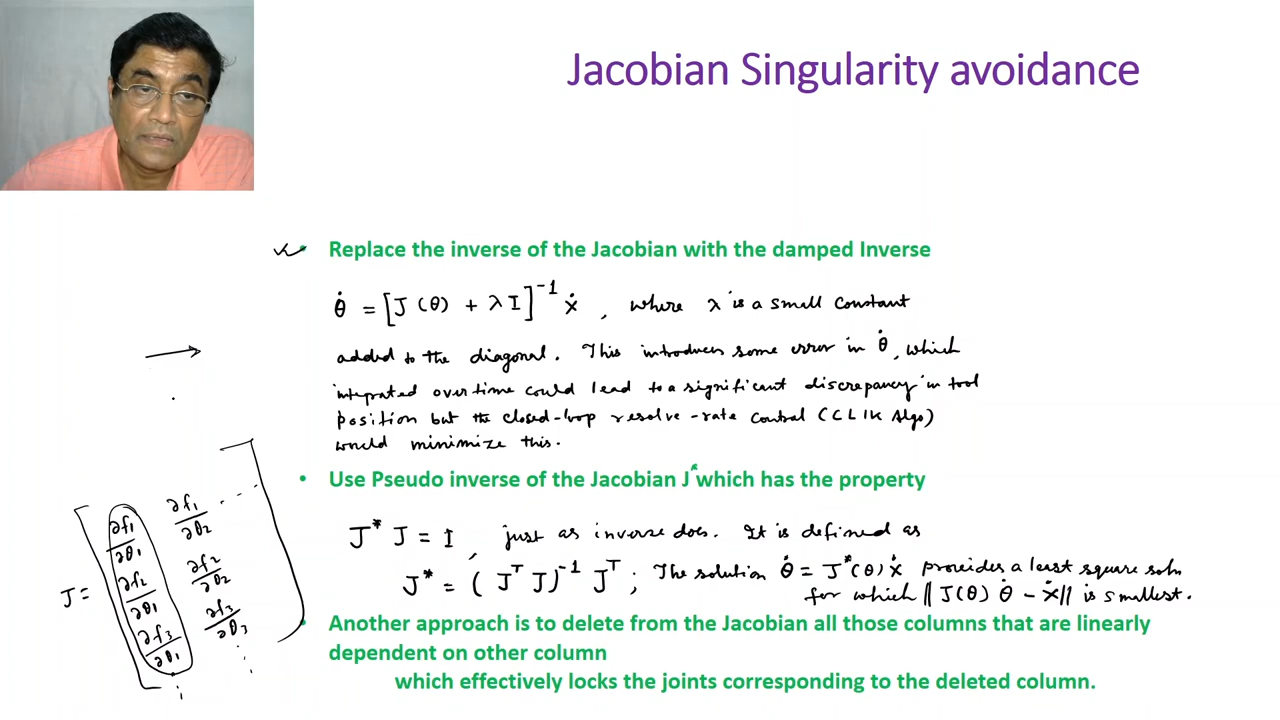 Jacobian Singularity avoidance
• Replace the inverse of the Jacobian with the damped Inverse
θ̇ = [J(θ) + λI]⁻¹ ẋ , where λ is a small constant
added to the diagonal. This introduces some error in θ̇, which
integrated over time could lead to a significant discrepancy in tool
position but the closed-loop resolve-rate control (CLIK Algo)
would minimize this.
• Use Pseudo inverse of the Jacobian J* which has the property
J* J = I , just as inverse does. It is defined as
J* = (Jᵀ J)⁻¹ Jᵀ ; The solution θ̇ = J*(θ) ẋ provides a least square soln
for which ||J(θ) θ̇ - ẋ|| is smallest.
• Another approach is to delete from the Jacobian all those columns that are linearly
dependent on other column
which effectively locks the joints corresponding to the deleted column.
J = [ ∂f₁/∂θ₁ ∂f₁/∂θ₂ ...
∂f₂/∂θ₁ ∂f₂/∂θ₂
∂f₃/∂θ₁ ∂f₃/∂θ₃
⋮ ⋮ ]